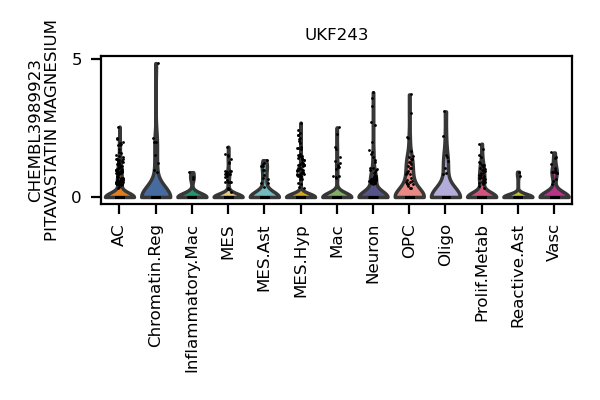 UKF243
CHEMBL3989923
PITAVASTATIN MAGNESIUM
5
0
AC
Chromatin.Reg
Inflammatory.Mac
MES
MES.Ast
MES.Hyp
Mac
Neuron
OPC
Oligo
Prolif.Metab
Reactive.Ast
Vasc